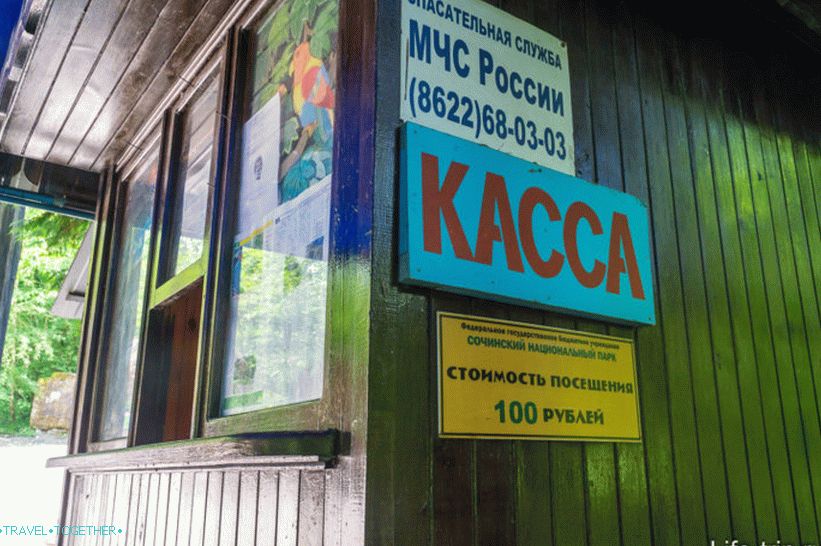 СПАСАТЕЛЬНАЯ СЛУЖБА
МЧС РОССИИ
(8622)68-03-03
КАССА
Федеральное государственное бюджетное учреждение
СОЧИНСКИЙ НАЦИОНАЛЬНЫЙ ПАРК
СТОИМОСТЬ ПОСЕЩЕНИЯ
100 РУБЛЕЙ
•TRAVEL•TOGETHER•